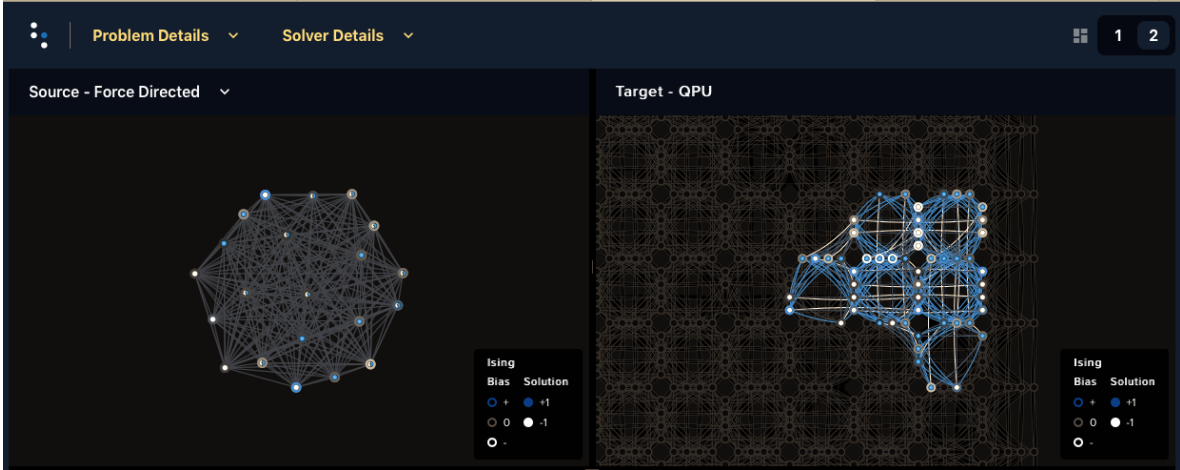 Problem Details Solver Details 1 2
Source - Force Directed
Target - QPU
Ising
Bias Solution
+ +1
0 -1
-
Ising
Bias Solution
+ +1
0 -1
-